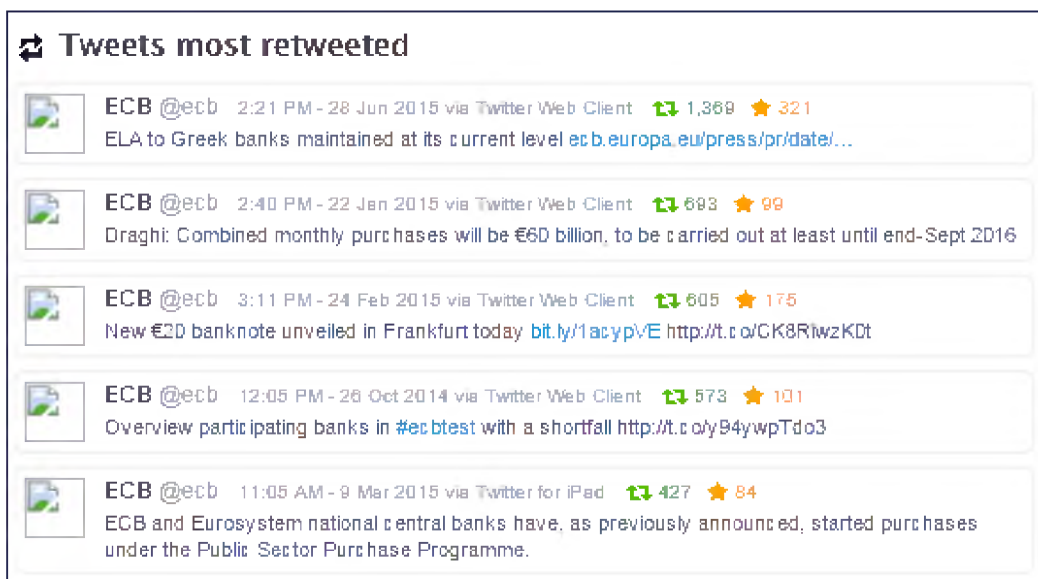 Tweets most retweeted
ECB @ecb 2:21 PM - 28 Jun 2015 via Twitter Web Client 1,369 321
ELA to Greek banks maintained at its current level ecb.europa.eu/press/pr/date/…
ECB @ecb 2:40 PM - 22 Jan 2015 via Twitter Web Client 693 99
Draghi: Combined monthly purchases will be €60 billion, to be carried out at least until end-Sept 2016
ECB @ecb 3:11 PM - 24 Feb 2015 via Twitter Web Client 605 175
New €20 banknote unveiled in Frankfurt today bit.ly/1acypVE http://t.co/CK8RlwzK0t
ECB @ecb 12:05 PM - 26 Oct 2014 via Twitter Web Client 573 101
Overview participating banks in #ecbtest with a shortfall http://t.co/y94ywpTdo3
ECB @ecb 11:05 AM - 9 Mar 2015 via Twitter for iPad 427 84
ECB and Eurosystem national central banks have, as previously announced, started purchases
under the Public Sector Purchase Programme.